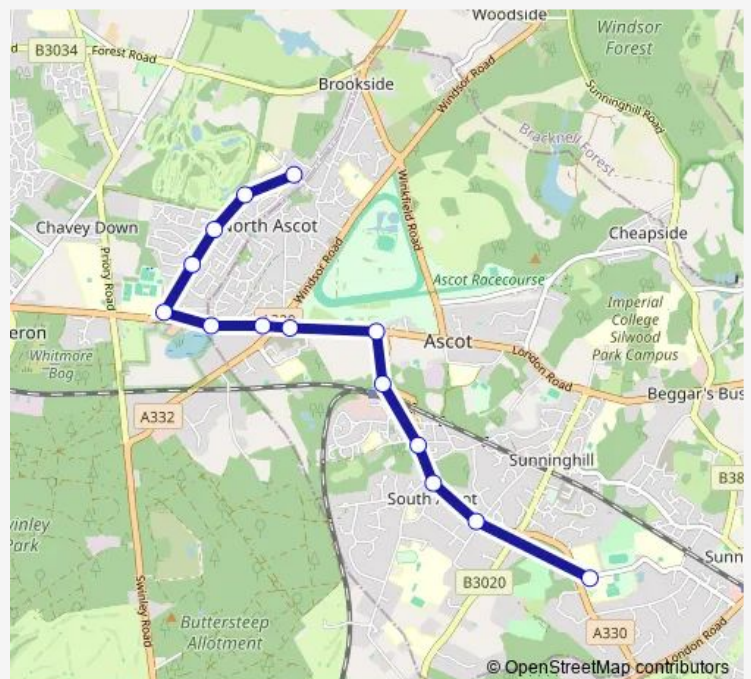 Woodside
Windsor
Forest
B3034
Forest Road
Brookside
Windsor Road
Sunninghill Road
Bracknell Forest
Winkfield Road
Chavey Down
North Ascot
Cheapside
Priory Road
Windsor Road
Ascot Racecourse
Imperial
College
Silwood
Park Campus
eron
Whitmore
Bog
Ascot
London Road
Beggar's Bus
A332
Sunninghill
B38
South Ascot
winley
Park
Sunn
B3020
Swinley Road
Buttersteep
Allotment
A330
London Road
© OpenStreetMap contributors